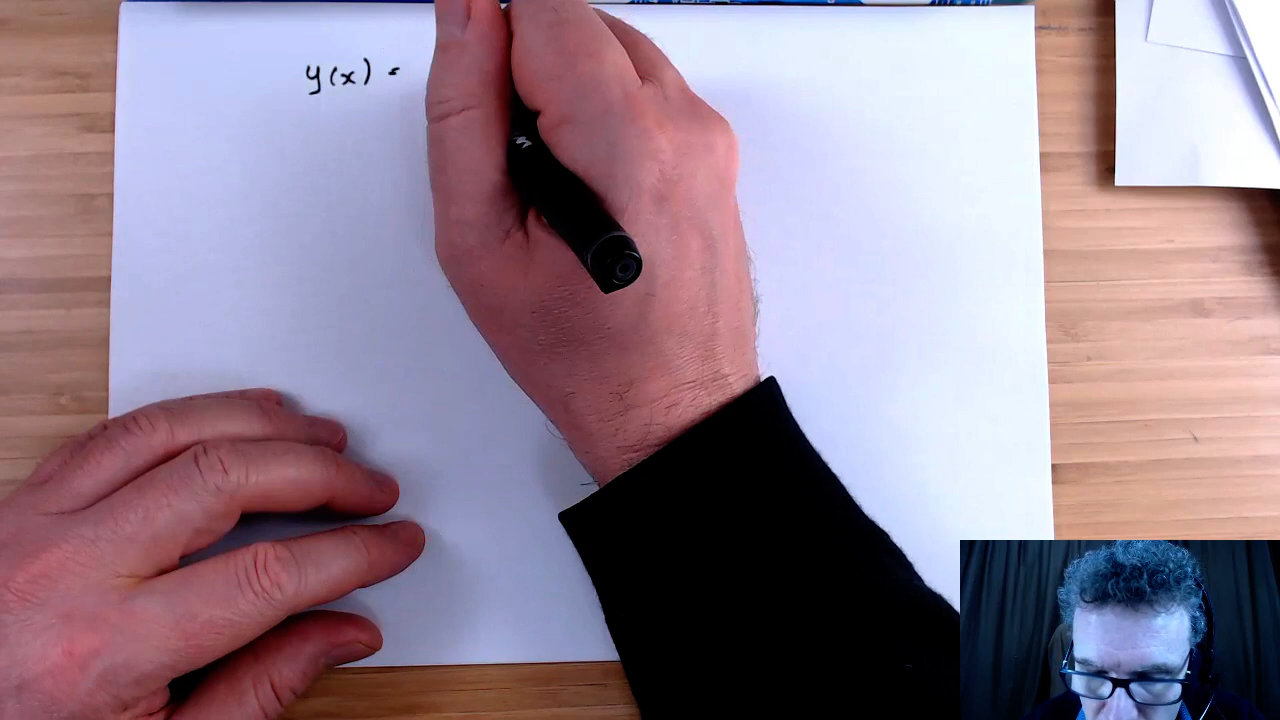 y(x) =